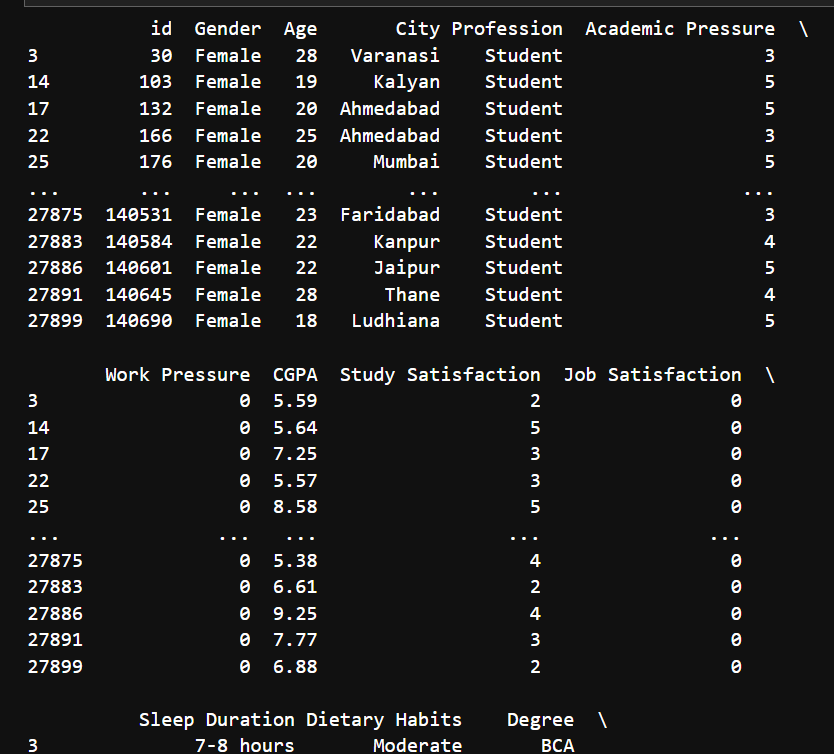 id Gender Age City Profession Academic Pressure \
3 30 Female 28 Varanasi Student 3
14 103 Female 19 Kalyan Student 5
17 132 Female 20 Ahmedabad Student 5
22 166 Female 25 Ahmedabad Student 3
25 176 Female 20 Mumbai Student 5
... ... ... ... ... ... ...
27875 140531 Female 23 Faridabad Student 3
27883 140584 Female 22 Kanpur Student 4
27886 140601 Female 22 Jaipur Student 5
27891 140645 Female 28 Thane Student 4
27899 140690 Female 18 Ludhiana Student 5
Work Pressure CGPA Study Satisfaction Job Satisfaction \
3 0 5.59 2 0
14 0 5.64 5 0
17 0 7.25 3 0
22 0 5.57 3 0
25 0 8.58 5 0
... ... ... ... ...
27875 0 5.38 4 0
27883 0 6.61 2 0
27886 0 9.25 4 0
27891 0 7.77 3 0
27899 0 6.88 2 0
Sleep Duration Dietary Habits Degree \
3 7-8 hours Moderate BCA